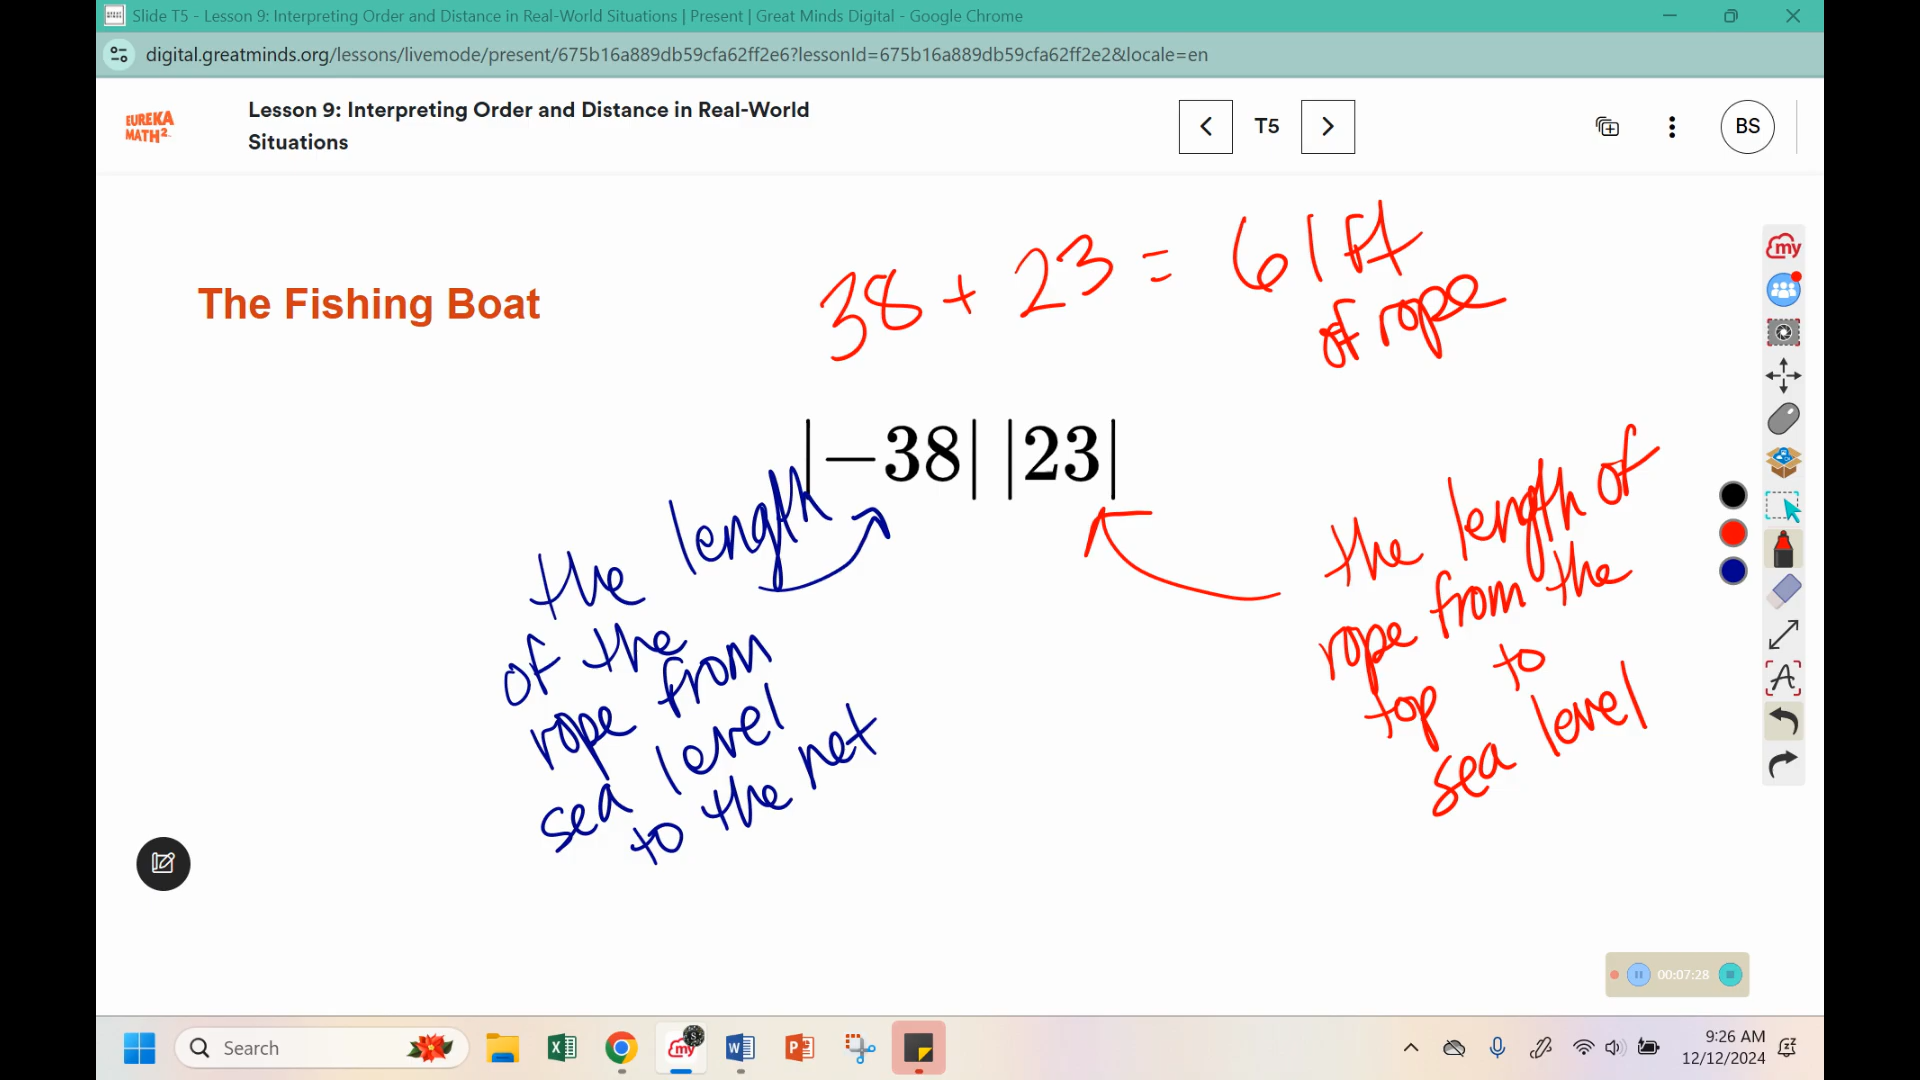 Slide T5 - Lesson 9: Interpreting Order and Distance in Real-World Situations | Present | Great Minds Digital - Google Chrome
digital.greatminds.org/lessons/livemode/present/675b16a889db59cfa62ff2e6?lessonId=675b16a889db59cfa62ff2e2&locale=en
EUREKA
MATH²
Lesson 9: Interpreting Order and Distance in Real-World
Situations
T5
BS
The Fishing Boat
38 + 23 = 61 ft
of rope
|−38| |23|
the length
of the
rope from
sea level
to the net
the length of
rope from the
top to
sea level
my
A
00:07:28
Search
my
9:26 AM
12/12/2024